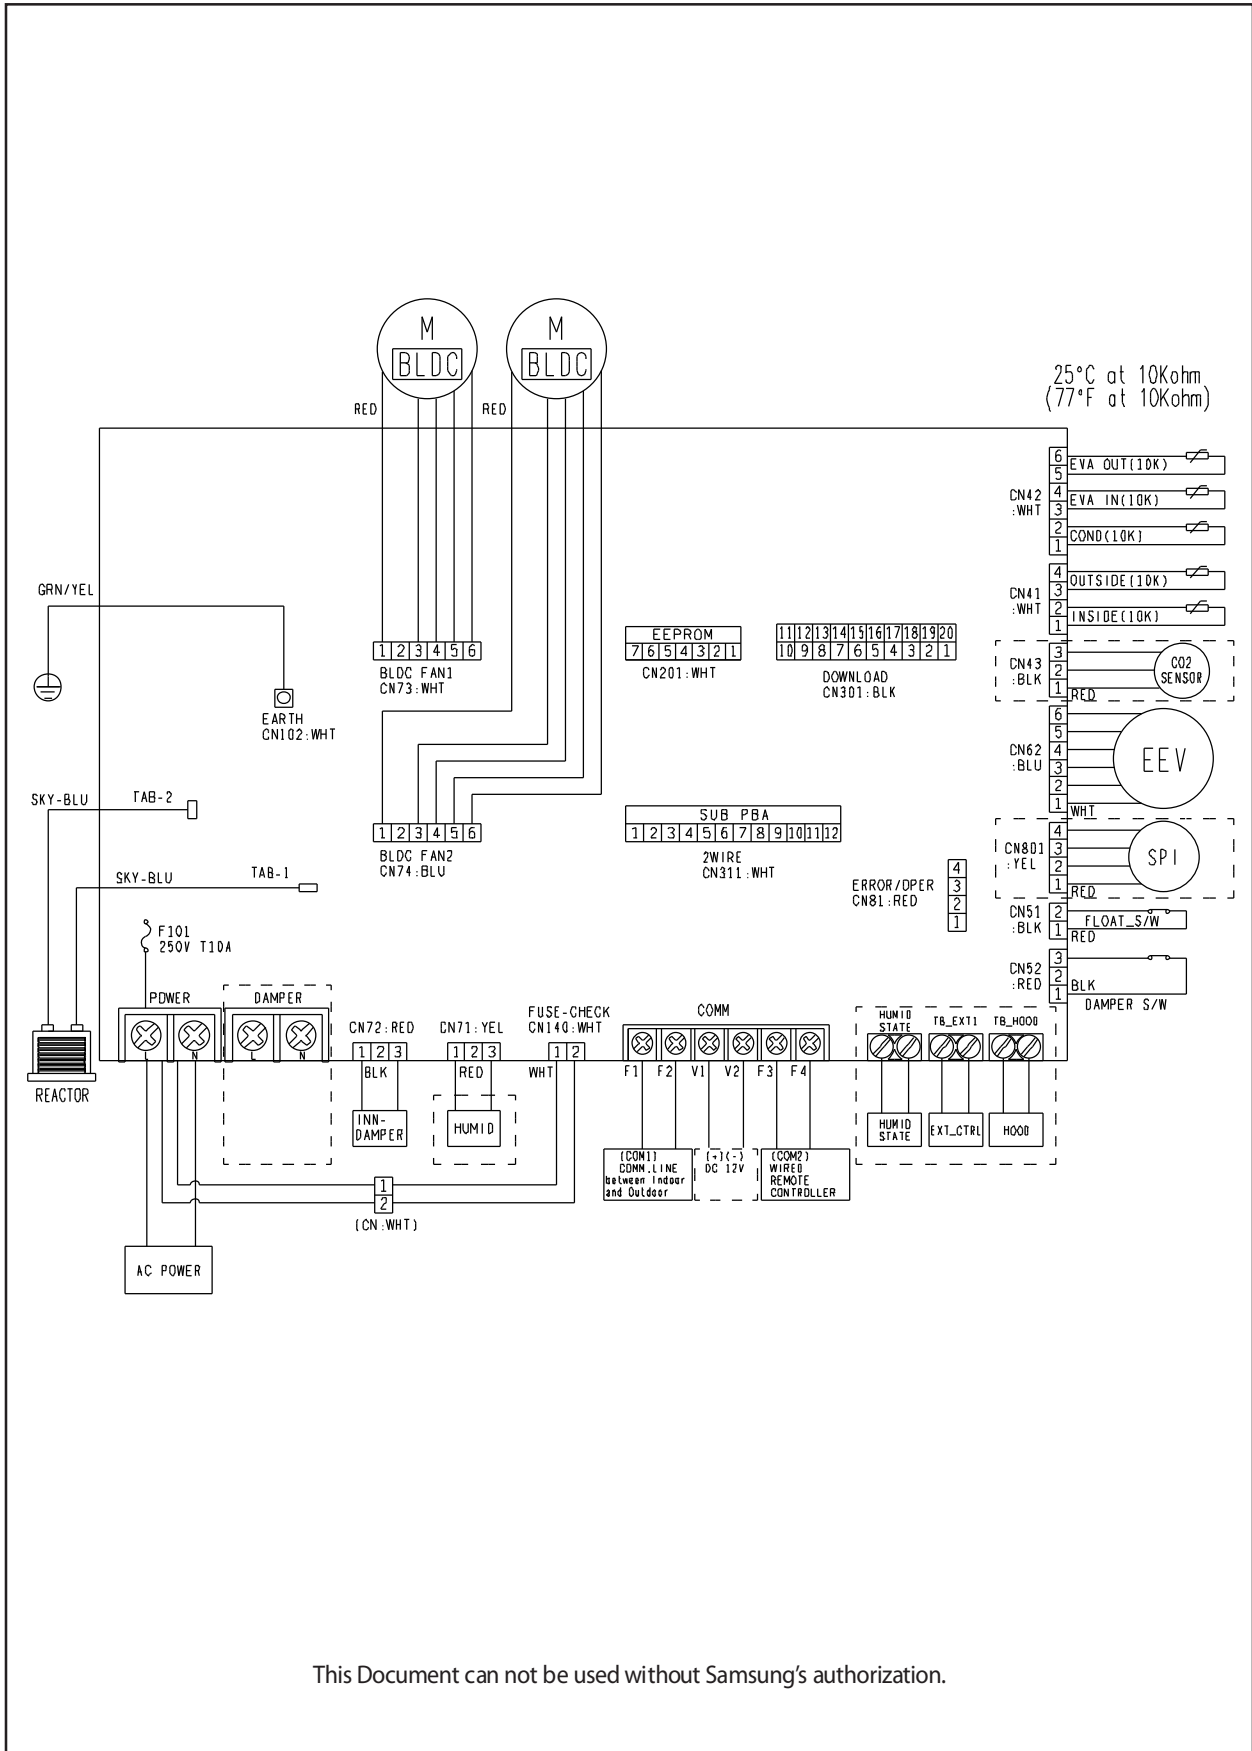 M
BLDC
M
BLDC
RED
RED
25°C at 10Kohm
(77°F at 10Kohm)
6
5
4
3
2
1
CN42
:WHT
EVA OUT(10K)
EVA IN(10K)
COND(10K)
4
3
2
1
CN41
:WHT
OUTSIDE(10K)
INSIDE(10K)
3
2
1
CN43
:BLK
RED
CO2
SENSOR
6
5
4
3
2
1
CN62
:BLU
WHT
EEV
4
3
2
1
CN801
:YEL
RED
SPI
2
1
CN51
:BLK
FLOAT_S/W
RED
3
2
1
CN52
:RED
BLK
DAMPER S/W
GRN/YEL
EARTH
CN102:WHT
1 2 3 4 5 6
BLDC FAN1
CN73:WHT
EEPROM
7 6 5 4 3 2 1
CN201:WHT
11 12 13 14 15 16 17 18 19 20
10 9 8 7 6 5 4 3 2 1
DOWNLOAD
CN301:BLK
SKY-BLU
TAB-2
1 2 3 4 5 6
BLDC FAN2
CN74:BLU
SUB PBA
1 2 3 4 5 6 7 8 9 10 11 12
2WIRE
CN311:WHT
SKY-BLU
TAB-1
ERROR/OPER
CN81:RED
4
3
2
1
F101
250V T10A
POWER
L
N
DAMPER
L
N
REACTOR
CN72:RED
1 2 3
BLK
INN-
DAMPER
CN71:YEL
1 2 3
RED
HUMID
FUSE-CHECK
CN140:WHT
1 2
WHT
COMM
F1 F2 V1 V2 F3 F4
(COM1)
COMM.LINE
between Indoor
and Outdoor
(+)(-)
DC 12V
(COM2)
WIRED
REMOTE
CONTROLLER
HUMID
STATE
TB_EXT1
TB_HOOD
HUMID
STATE
EXT_CTRL
HOOD
1
2
(CN:WHT)
AC POWER
This Document can not be used without Samsung’s authorization.